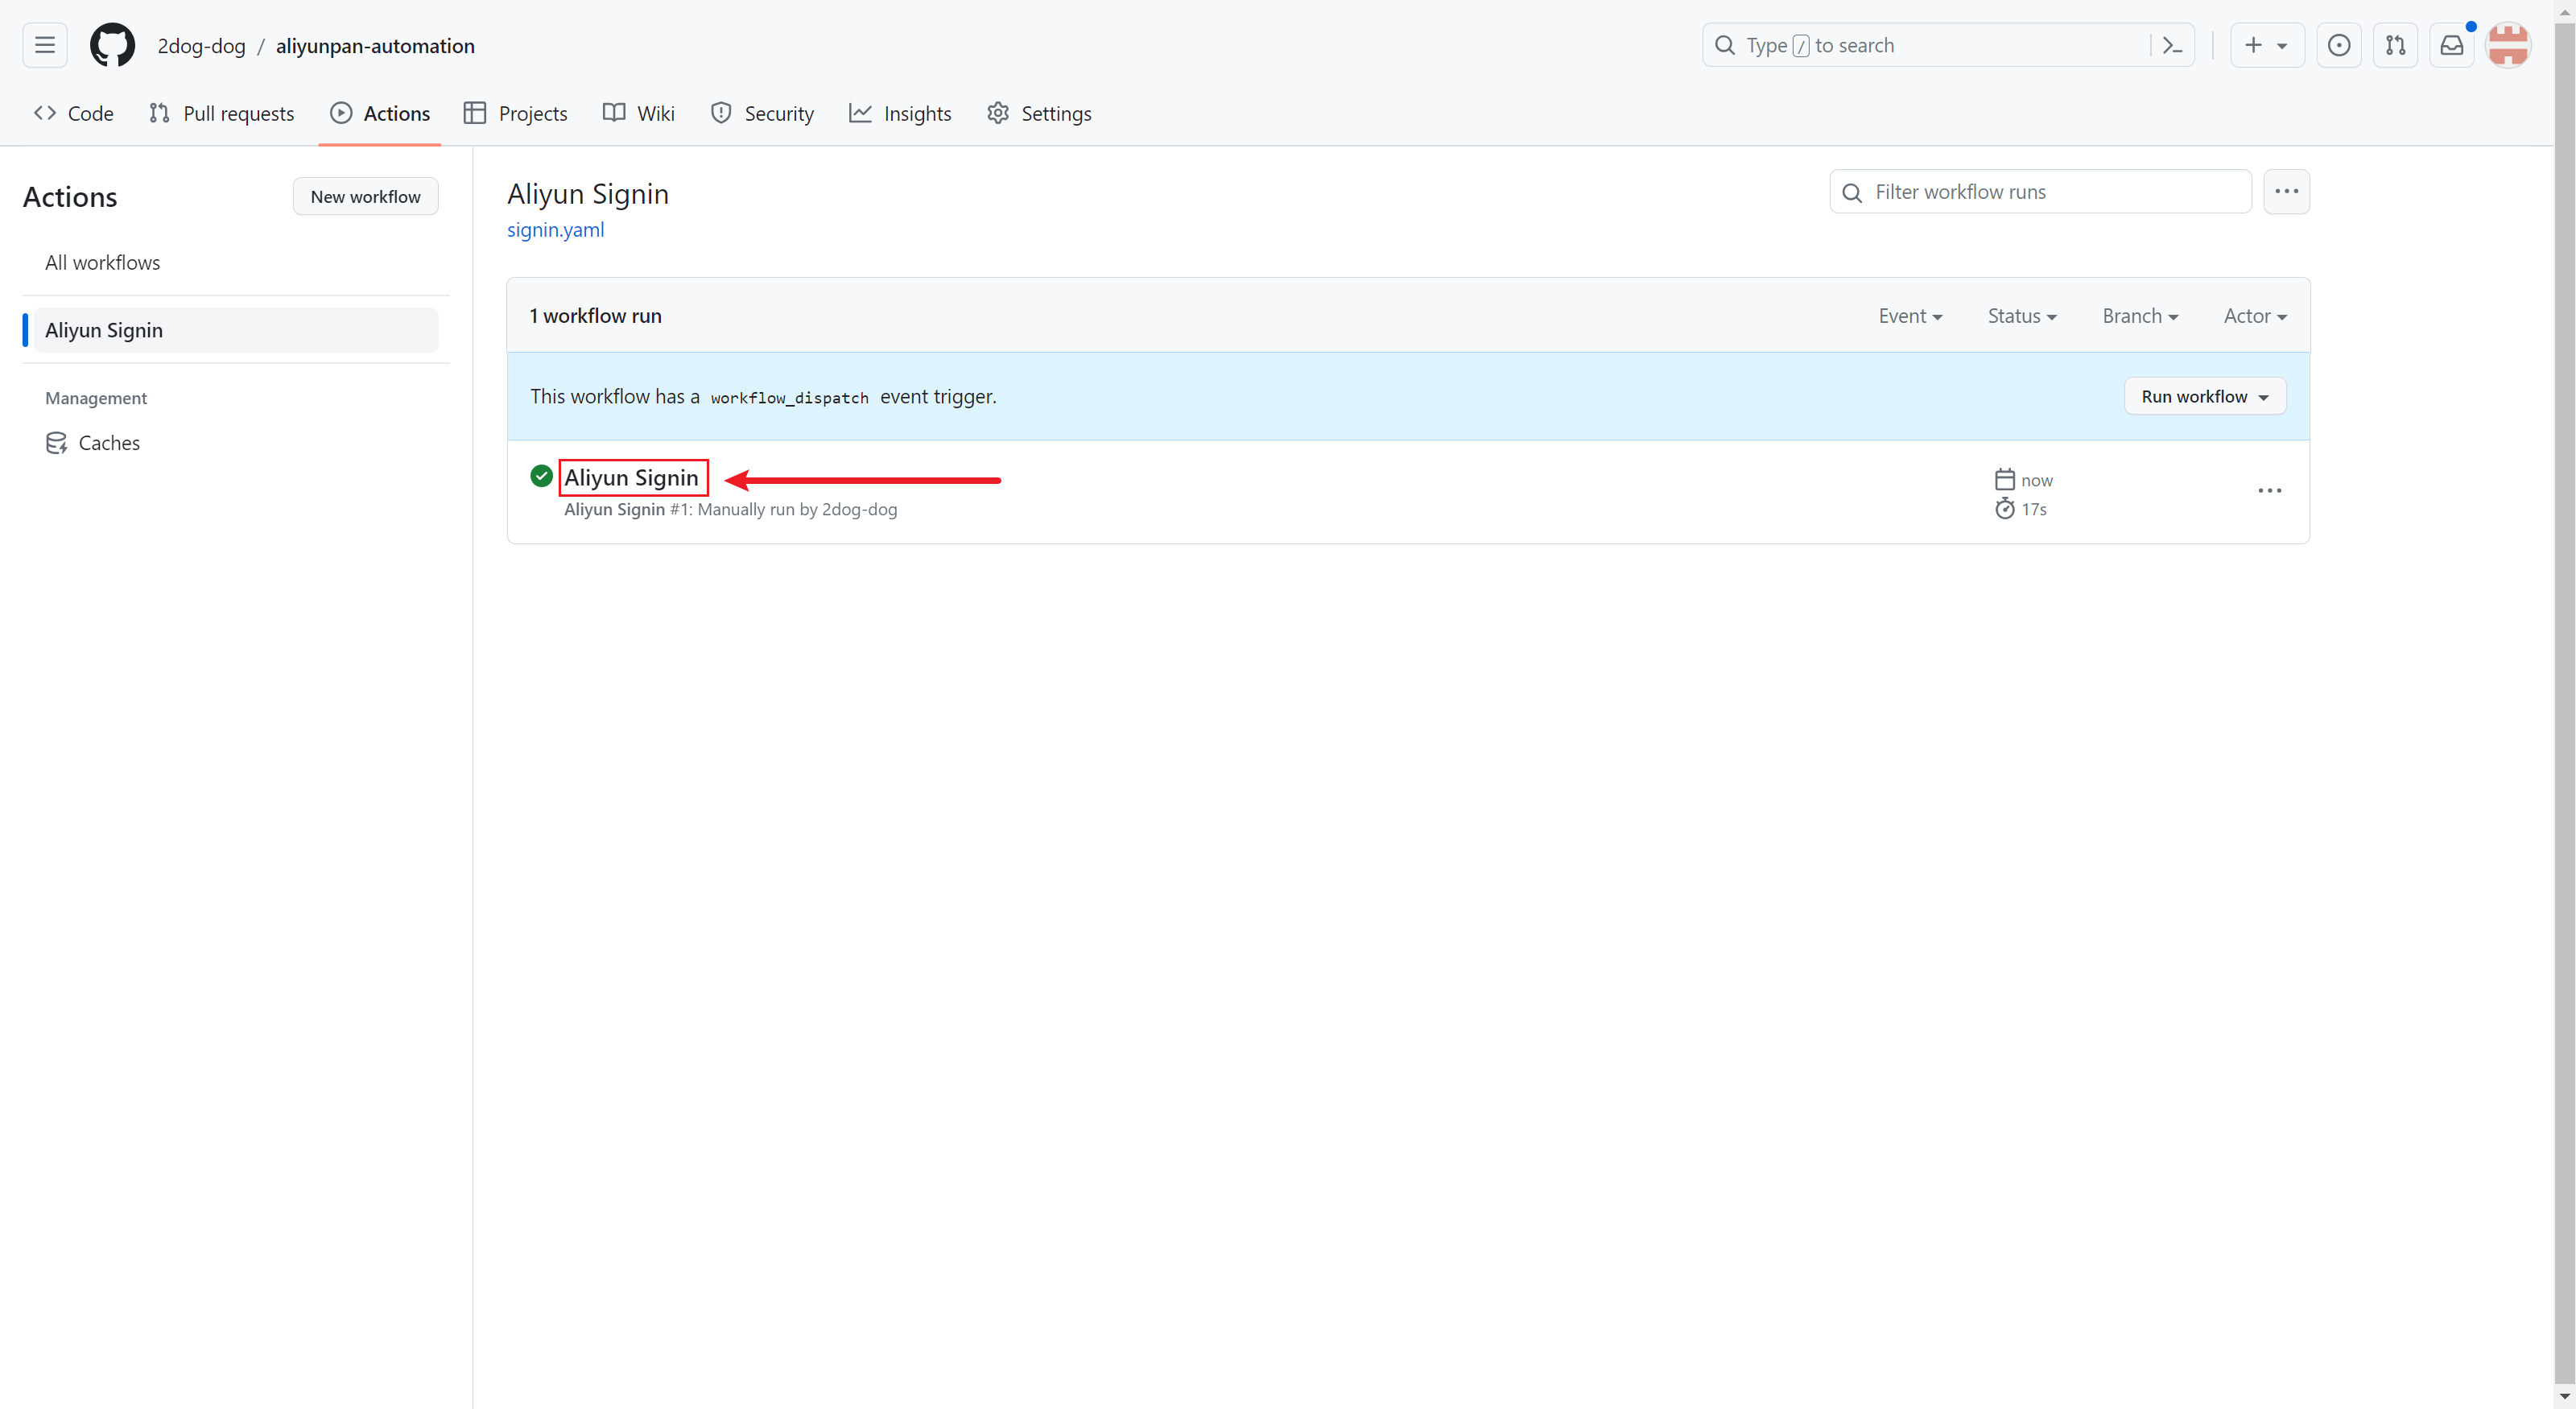 2dog-dog / aliyunpan-automation
Type / to search
Code Pull requests Actions Projects Wiki Security Insights Settings
Actions
New workflow
All workflows
Aliyun Signin
Management
Caches
Aliyun Signin
signin.yaml
Filter workflow runs
1 workflow run
Event Status Branch Actor
This workflow has a workflow_dispatch event trigger.
Run workflow
Aliyun Signin
Aliyun Signin #1: Manually run by 2dog-dog
now
17s